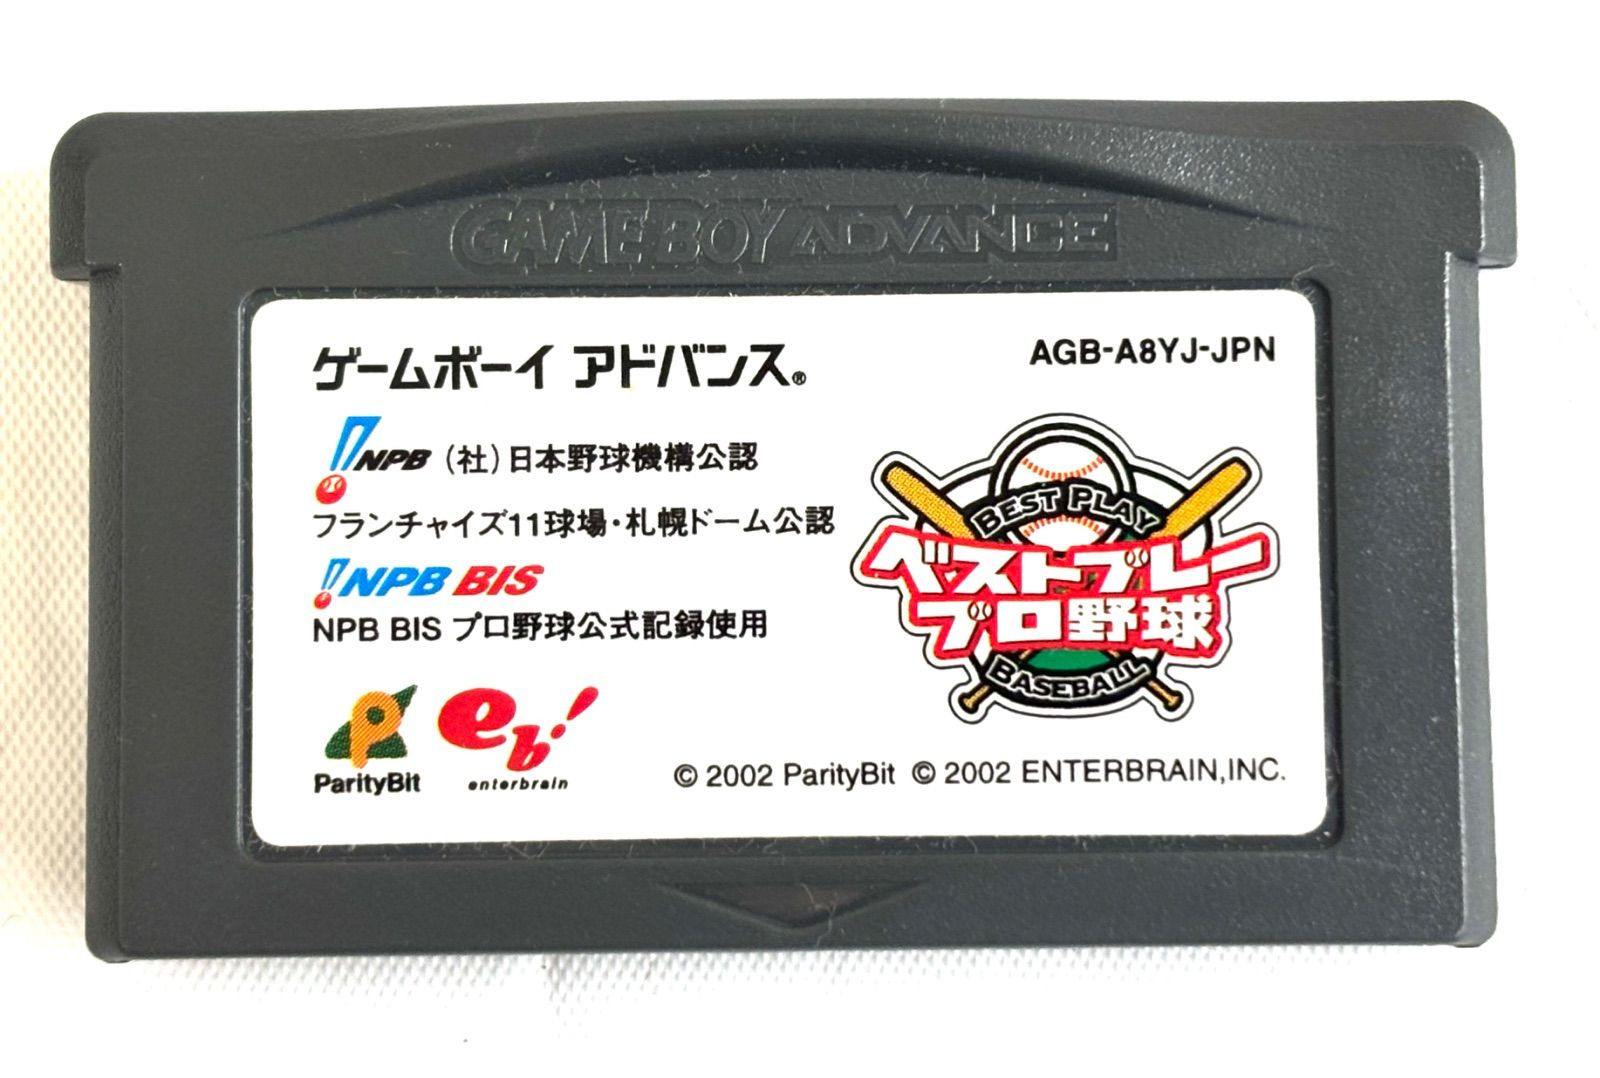 GAME BOY ADVANCE
ゲームボーイ アドバンス®
AGB-A8YJ-JPN
NPB (社)日本野球機構公認
フランチャイズ11球場・札幌ドーム公認
NPB BIS
NPB BIS プロ野球公式記録使用
BEST PLAY
ベストプレー
プロ野球
BASEBALL
ParityBit
eb!
enterbrain
© 2002 ParityBit © 2002 ENTERBRAIN,INC.